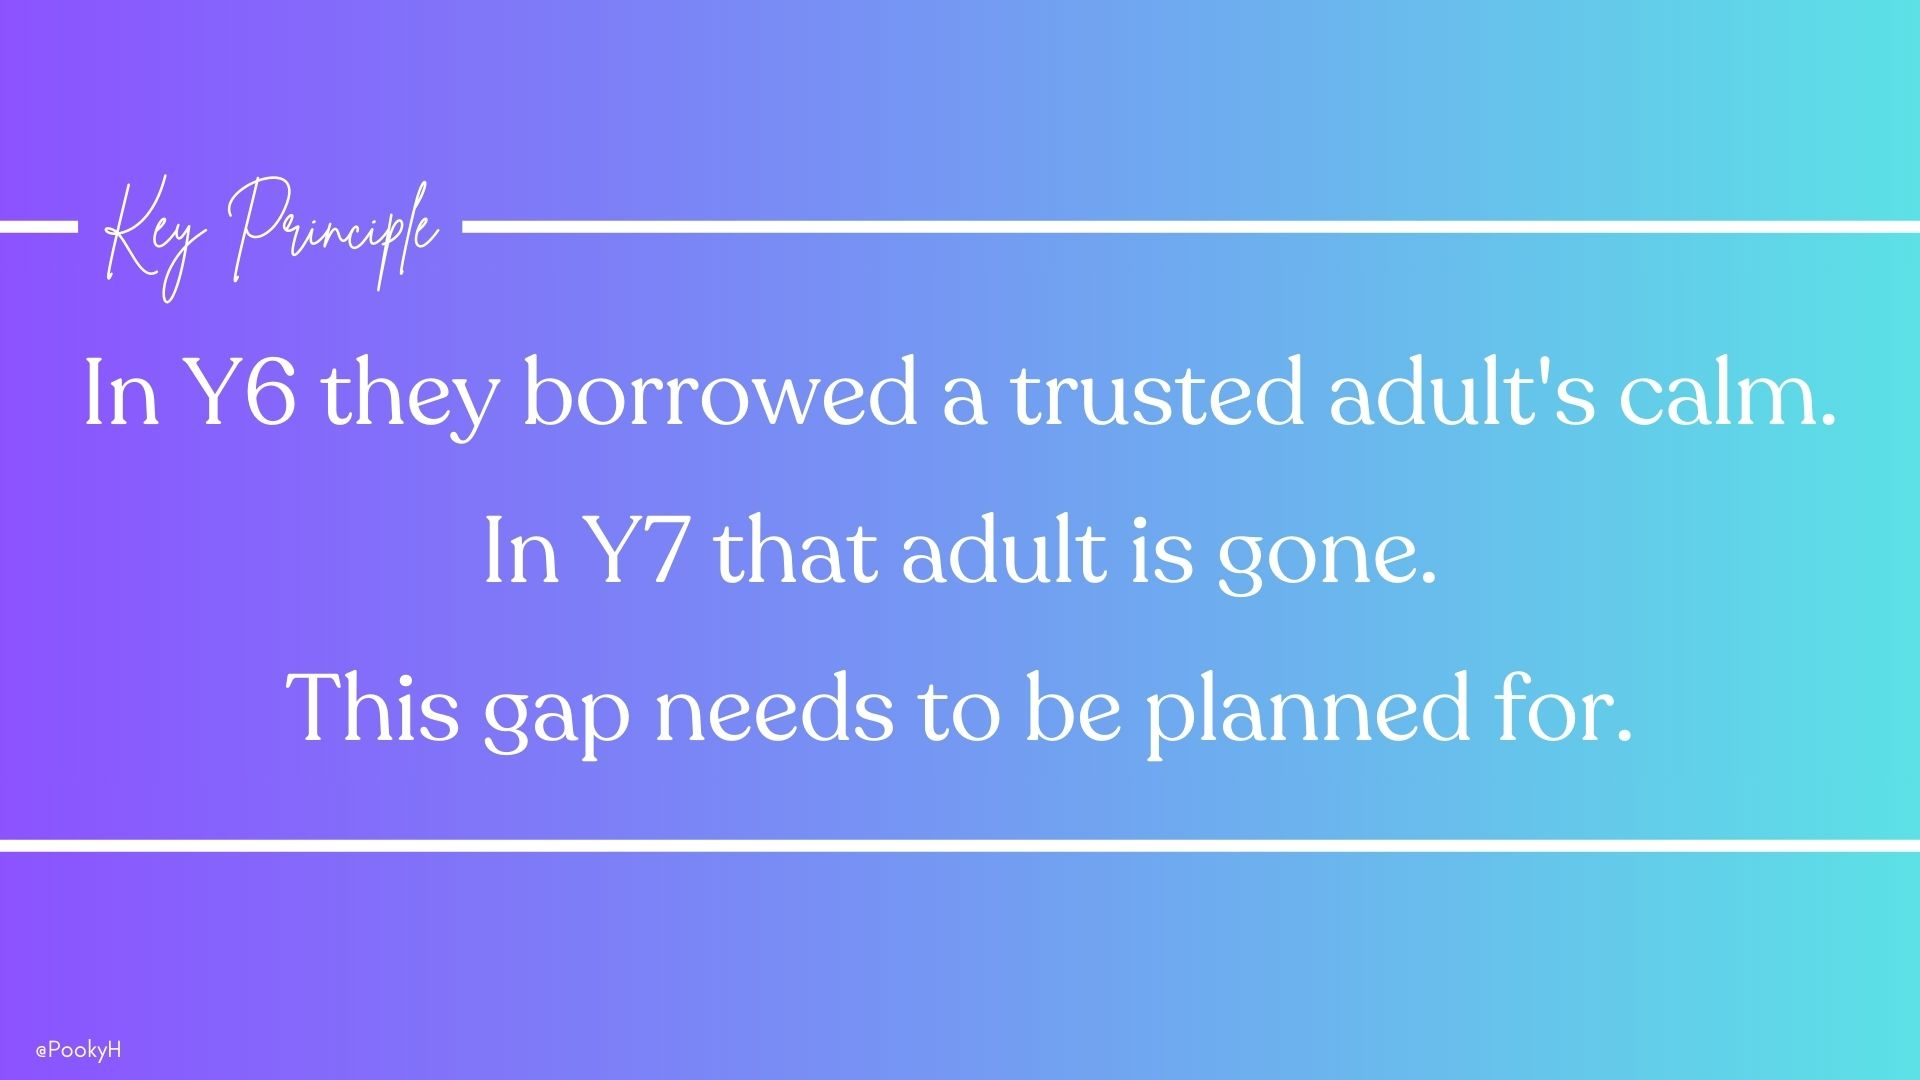 Key Principle
In Y6 they borrowed a trusted adult's calm.
In Y7 that adult is gone.
This gap needs to be planned for.
@PookyH